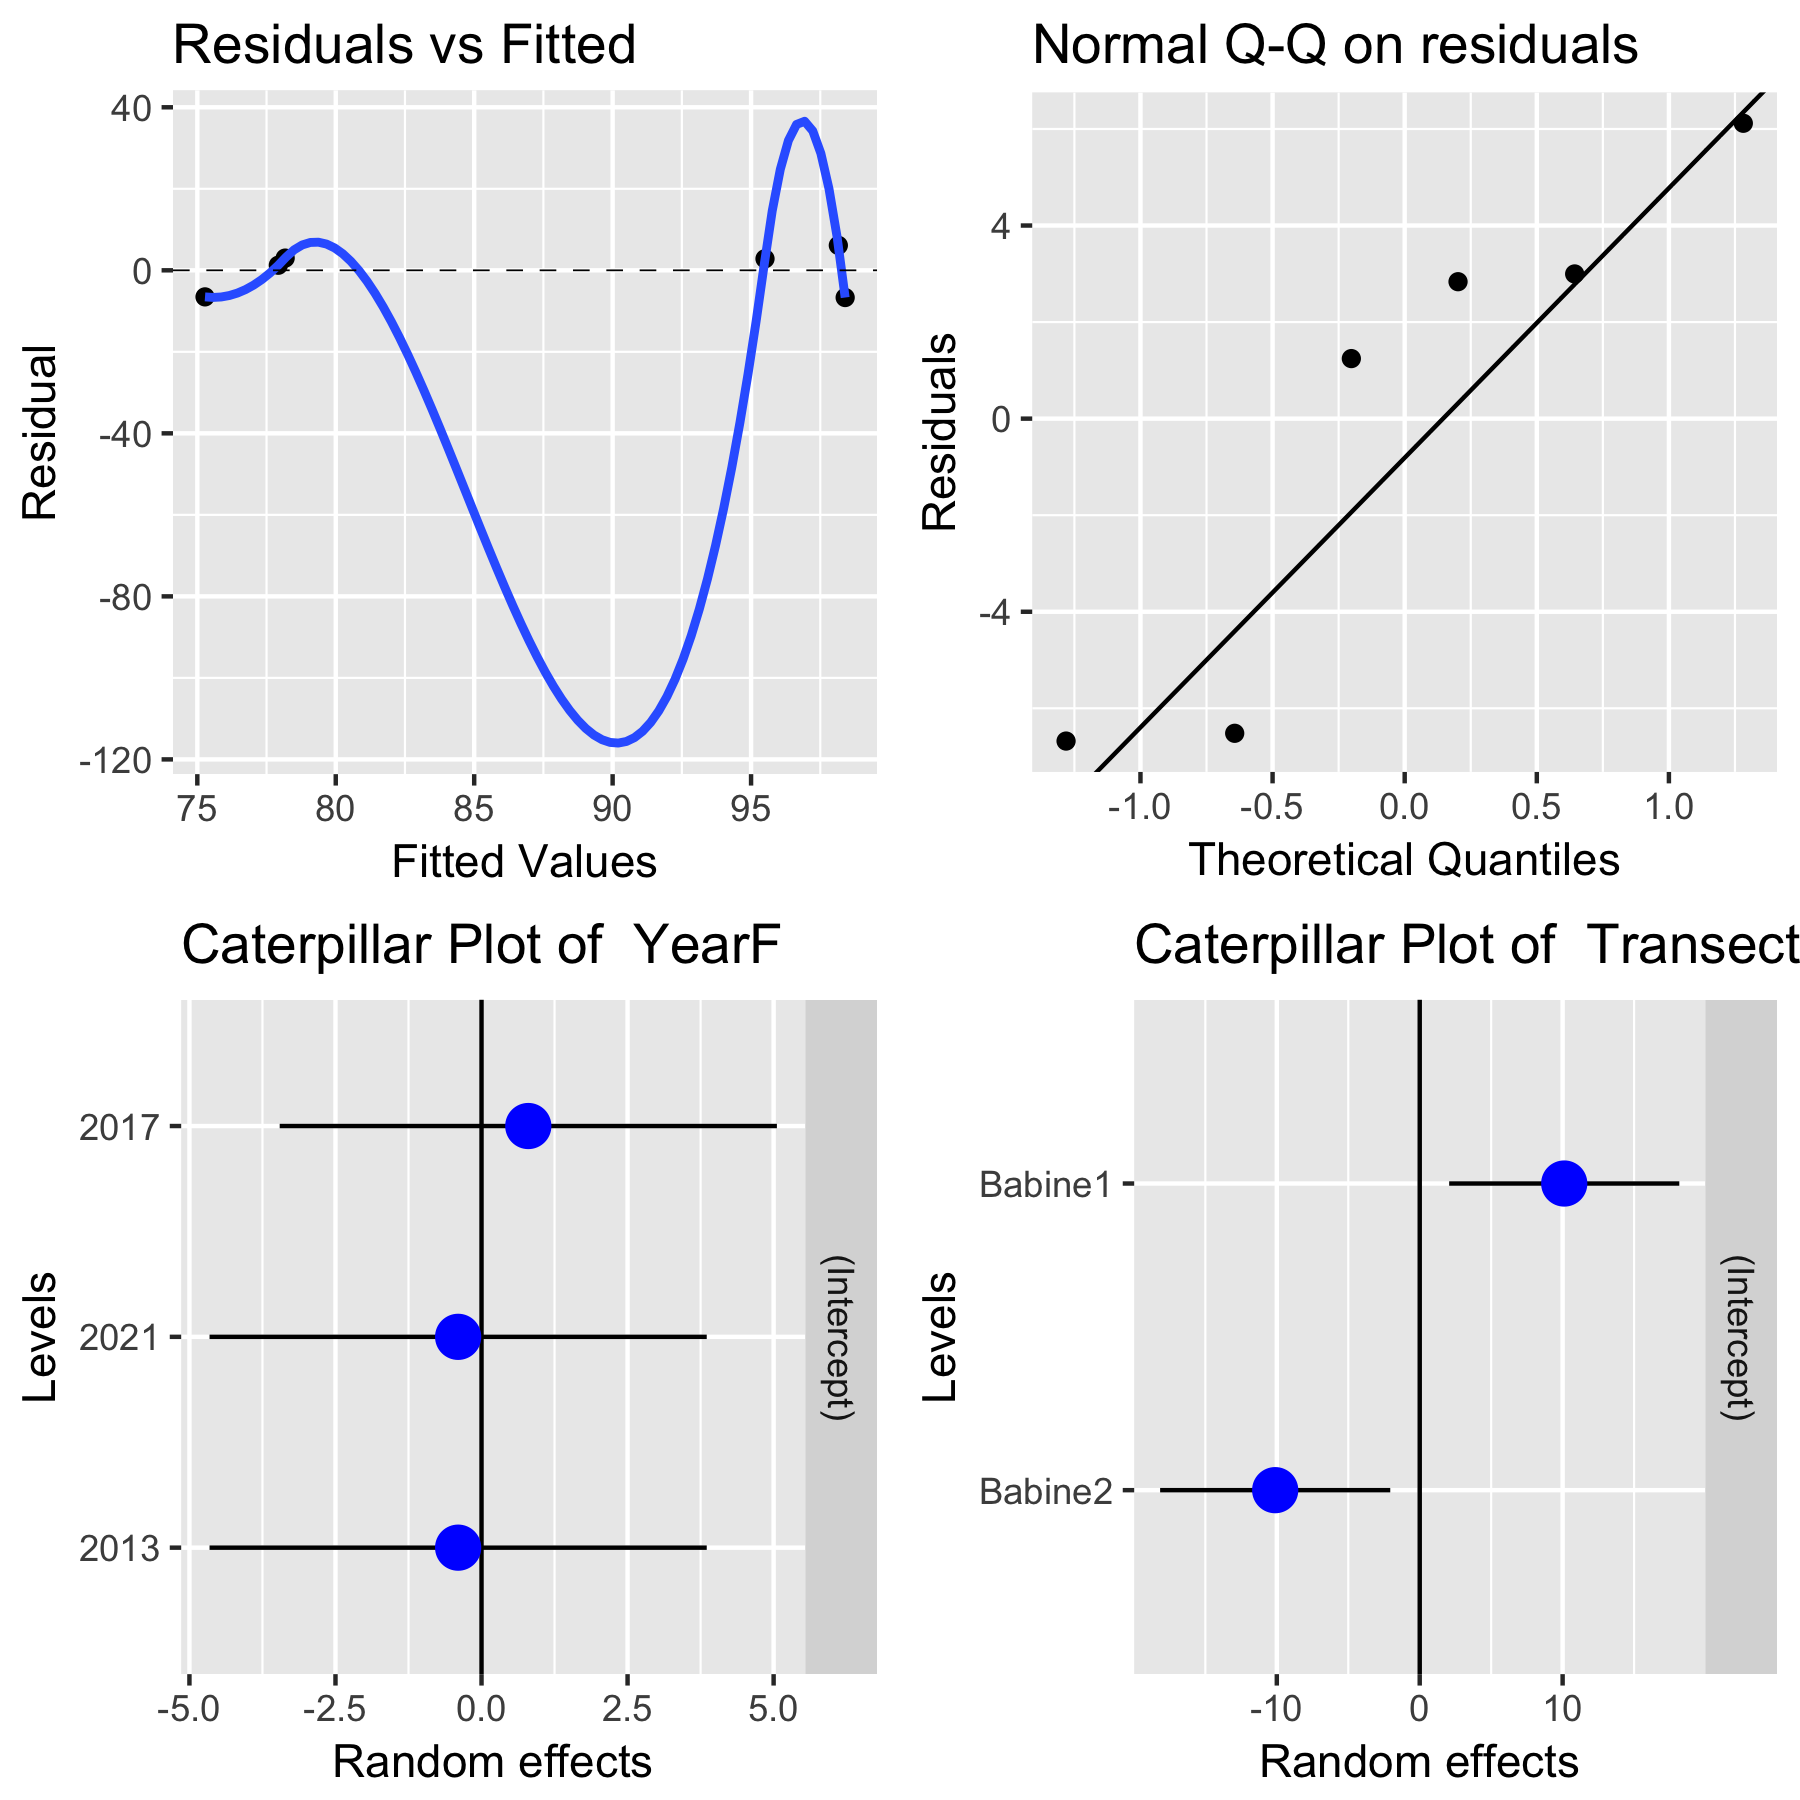 Residuals vs Fitted
40
0
-40
-80
-120
Residual
75 80 85 90 95
Fitted Values
Normal Q-Q on residuals
4
0
-4
Residuals
-1.0 -0.5 0.0 0.5 1.0
Theoretical Quantiles
Caterpillar Plot of  YearF
2017
2021
2013
Levels
(Intercept)
-5.0 -2.5 0.0 2.5 5.0
Random effects
Caterpillar Plot of  Transect
Babine1
Babine2
Levels
(Intercept)
-10 0 10
Random effects